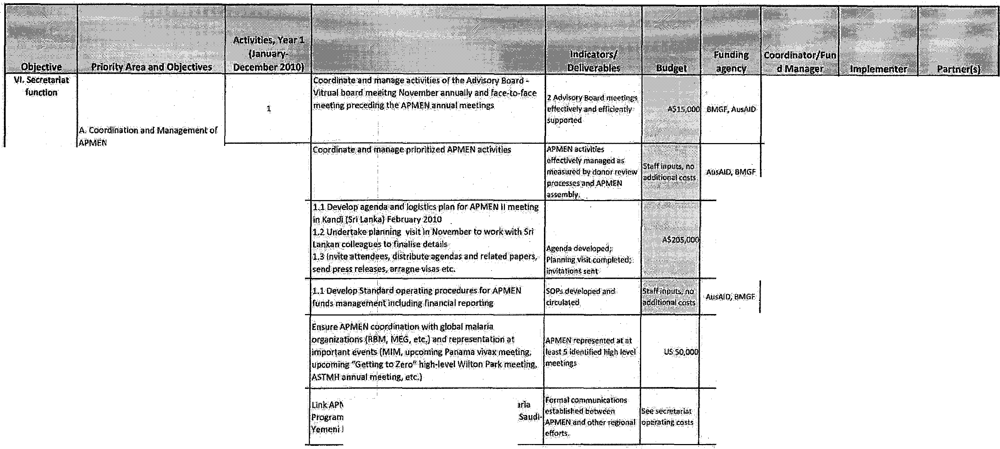 Objective
Priority Area and Objectives
Activities, Year 1
(January-
December 2010)
Indicators/
Deliverables
Budget
Funding
agency
Coordinator/Fun
d Manager
Implementer
Partner(s)
VI. Secretariat
function
A. Coordination and Management of
APMEN
1
Coordinate and manage activities of the Advisory Board -
Vitrual board meeitng November annually and face-to-face
meeting preceding the APMEN annual meetings
2 Advisory Board meetings
effectively and efficiently
supported
A$15,000
BMGF, AusAID
Coordinate and manage prioritized APMEN activities
APMEN activities
effectively managed as
measured by donor review
processes and APMEN
assembly.
Staff inputs, no
additional costs
AusAID, BMGF
1.1 Develop agenda and logistics plan for APMEN II meeting
in Kandi (Sri Lanka) February 2010
1.2 Undertake planning visit in November to work with Sri
Lankan colleagues to finalise details
1.3 Invite attendees, distribute agendas and related papers,
send press releases, arragne visas etc.
Agenda developed;
Planning visit completed;
invitations sent
A$205,000
1.1 Develop Standard operating procedures for APMEN
funds management including financial reporting
SOPs developed and
circulated
Staff inputs, no
additional costs
AusAID, BMGF
Ensure APMEN coordination with global malaria
organizations (RBM, MEG, etc.) and representation at
important events (MIM, upcoming Panama vivax meeting,
upcoming "Getting to Zero" high-level Wilton Park meeting,
ASTMH annual meeting, etc.)
APMEN represented at at
least 5 identified high level
meetings
US 50,000
Link
Program
Yemeni
Saudi-
Formal communications
established between
APMEN and other regional
efforts.
See secretariat
operating costs